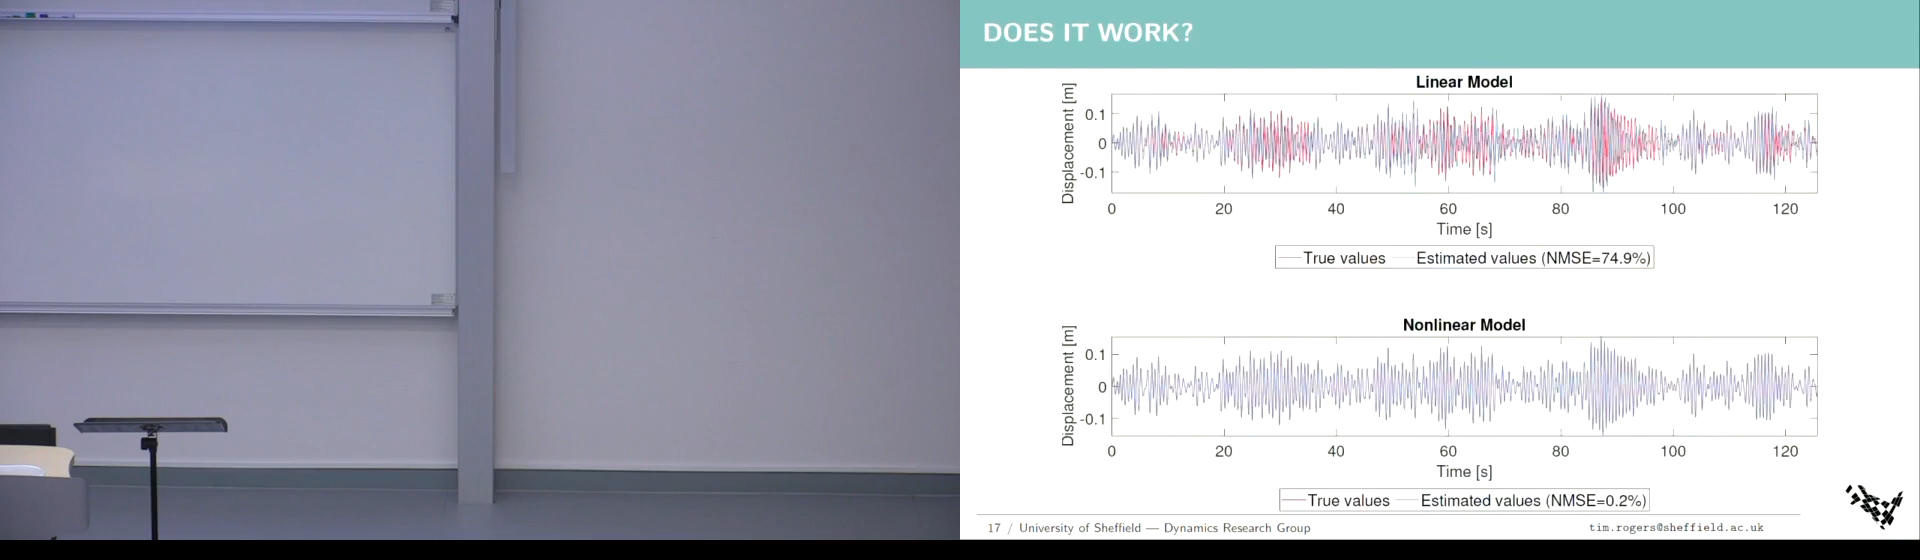 DOES IT WORK?
Linear Model
Displacement [m]
0.1
0
-0.1
0 20 40 60 80 100 120
Time [s]
True values Estimated values (NMSE=74.9%)
Nonlinear Model
Displacement [m]
0.1
0
-0.1
0 20 40 60 80 100 120
Time [s]
True values Estimated values (NMSE=0.2%)
17 / University of Sheffield — Dynamics Research Group tim.rogers@sheffield.ac.uk